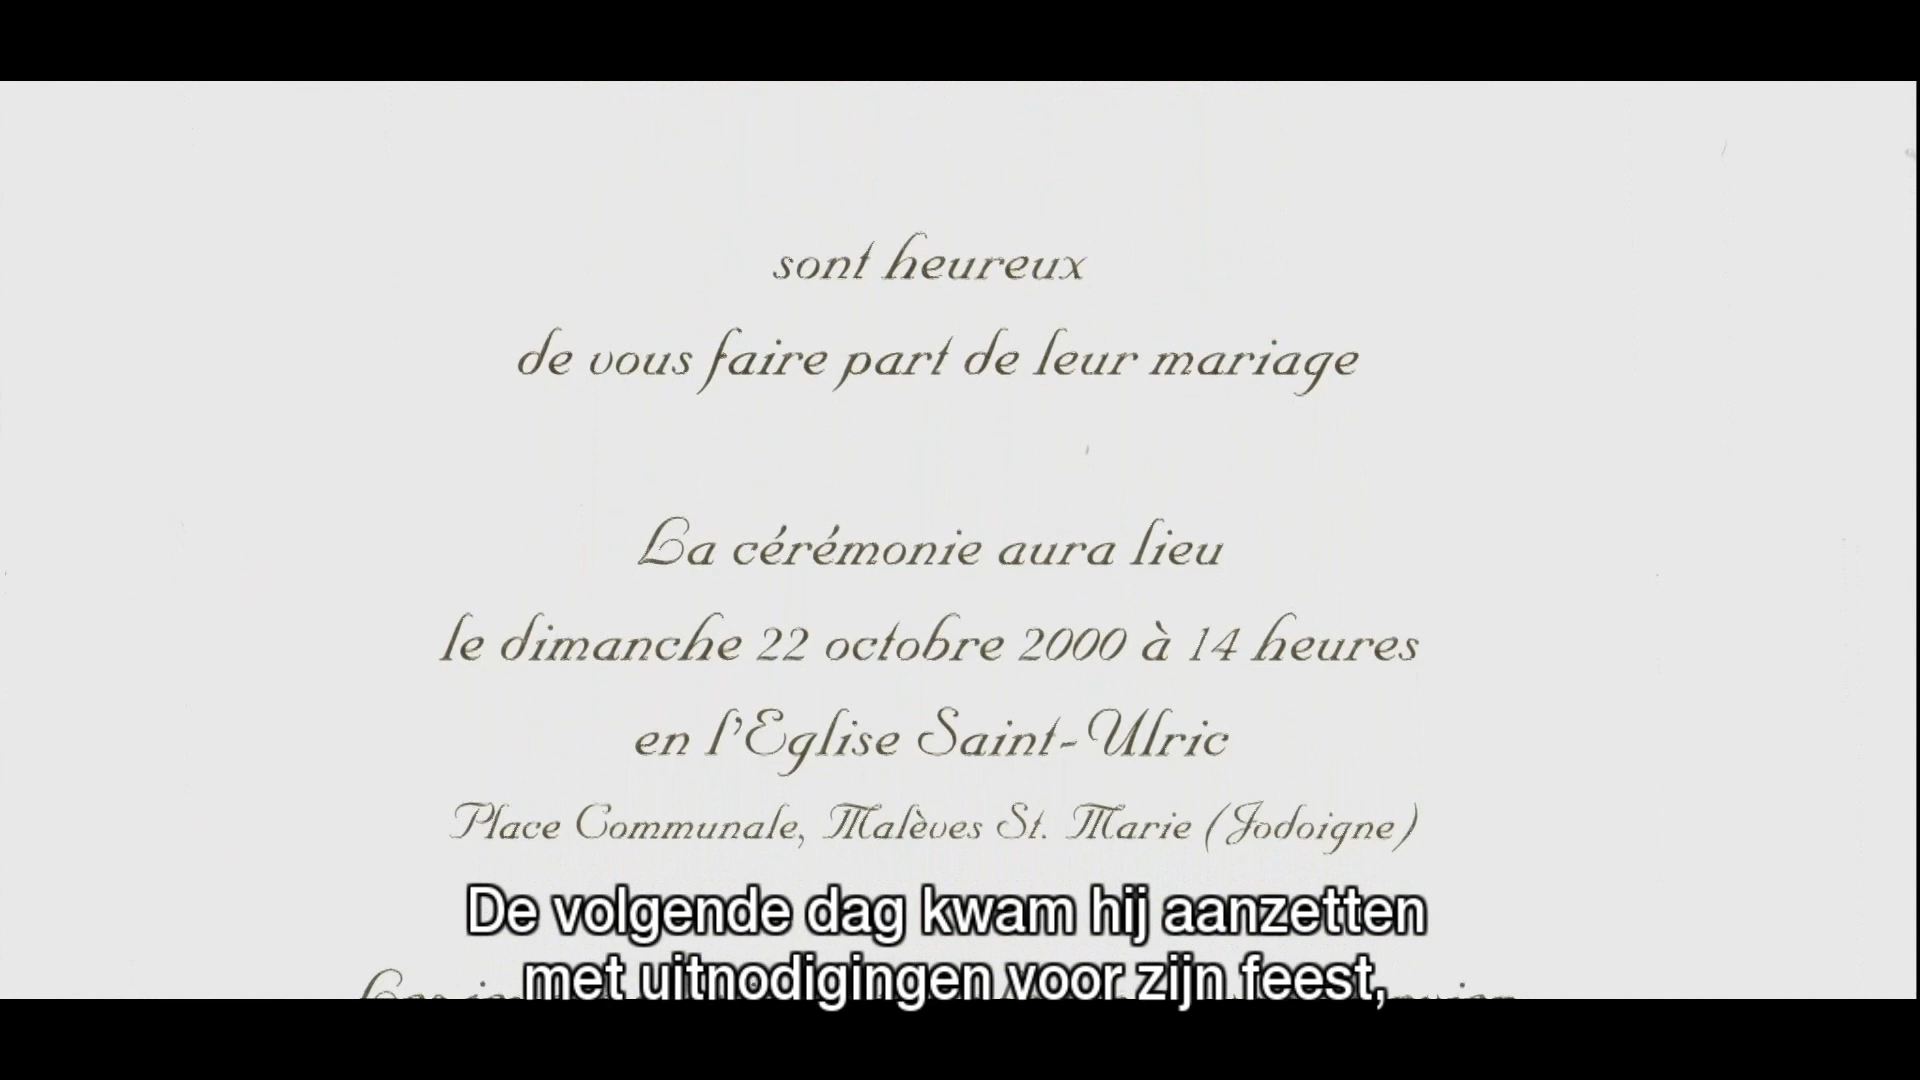 sont heureux
de vous faire part de leur mariage
La cérémonie aura lieu
le dimanche 22 octobre 2000 à 14 heures
en l'Eglise Saint-Ulric
Place Communale, Malèves St. Marie (Jodoigne)
De volgende dag kwam hij aanzetten
met uitnodigingen voor zijn feest,